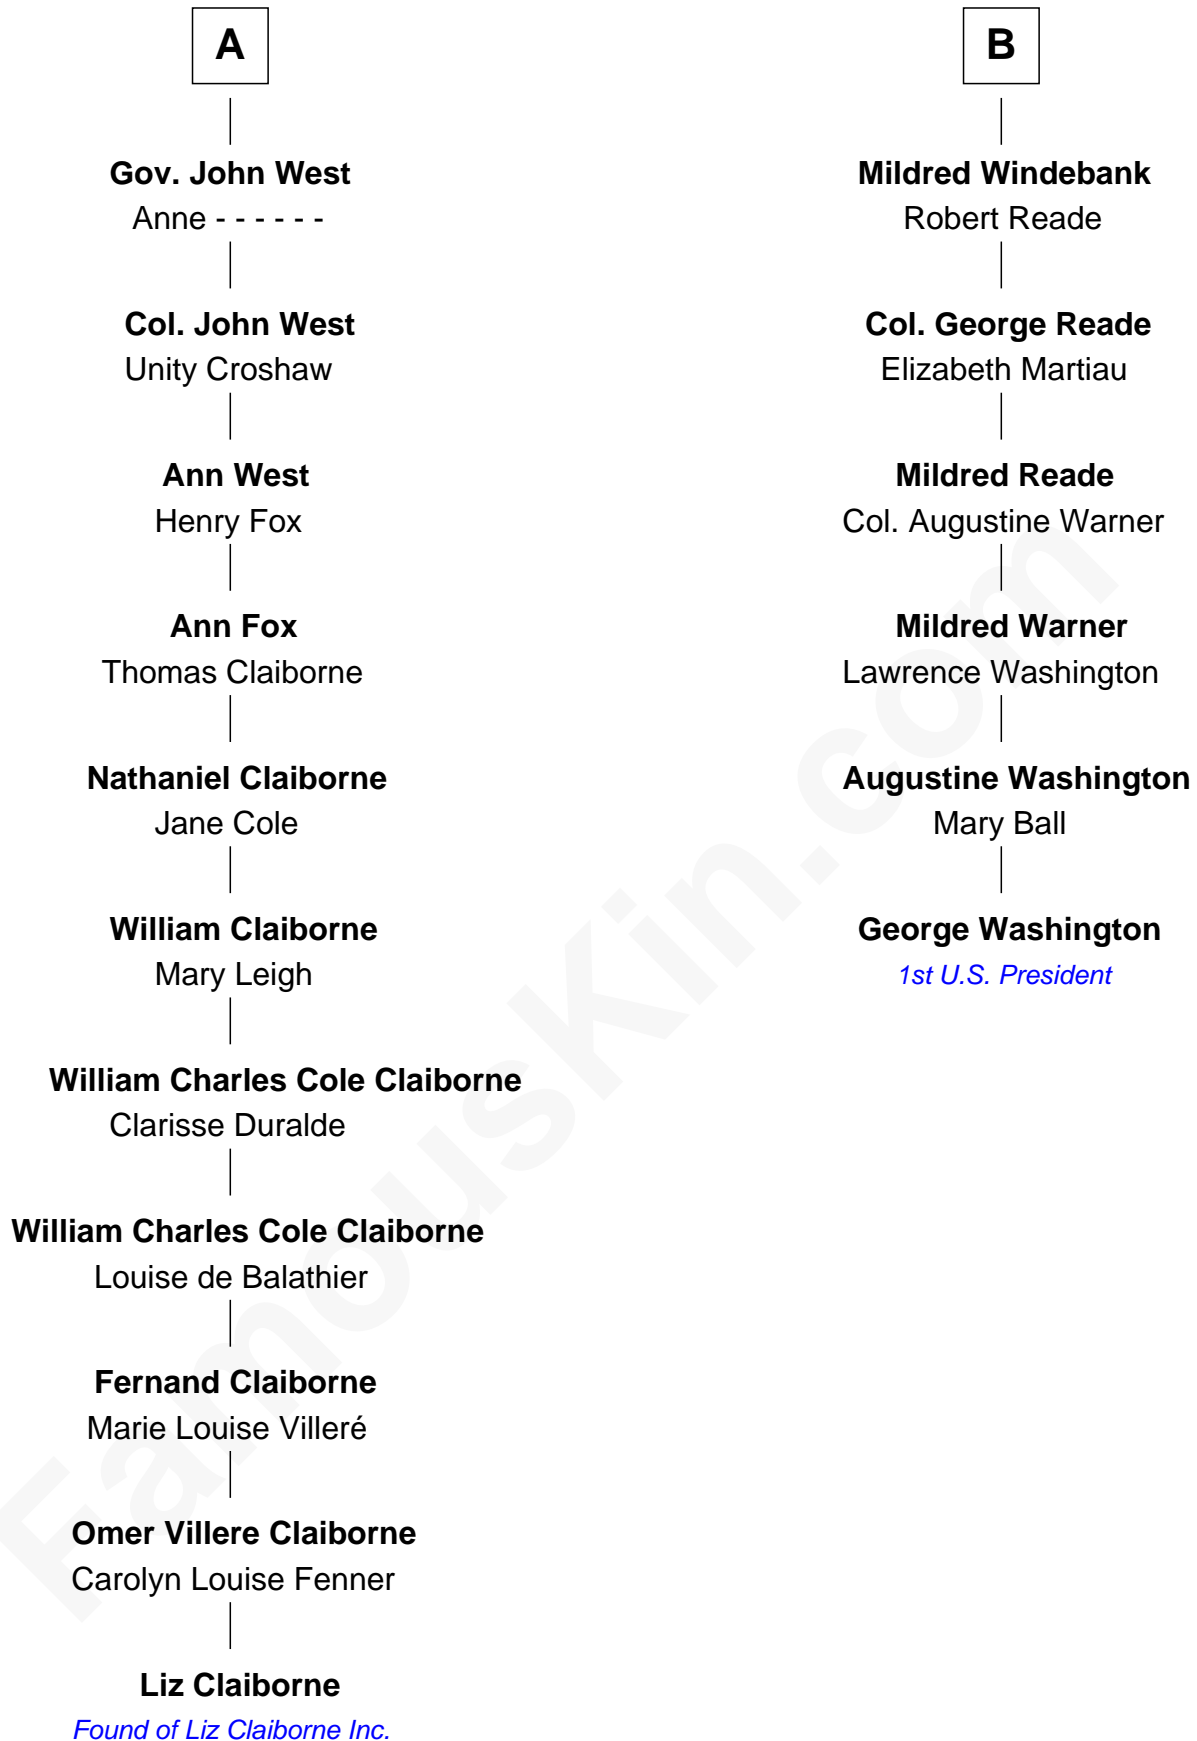 A
Gov. John West
Anne - - - - - -
Col. John West
Unity Croshaw
Ann West
Henry Fox
Ann Fox
Thomas Claiborne
Nathaniel Claiborne
Jane Cole
William Claiborne
Mary Leigh
William Charles Cole Claiborne
Clarisse Duralde
William Charles Cole Claiborne
Louise de Balathier
Fernand Claiborne
Marie Louise Villeré
Omer Villere Claiborne
Carolyn Louise Fenner
Liz Claiborne
Found of Liz Claiborne Inc.
B
Mildred Windebank
Robert Reade
Col. George Reade
Elizabeth Martiau
Mildred Reade
Col. Augustine Warner
Mildred Warner
Lawrence Washington
Augustine Washington
Mary Ball
George Washington
1st U.S. President
FamousKin.com